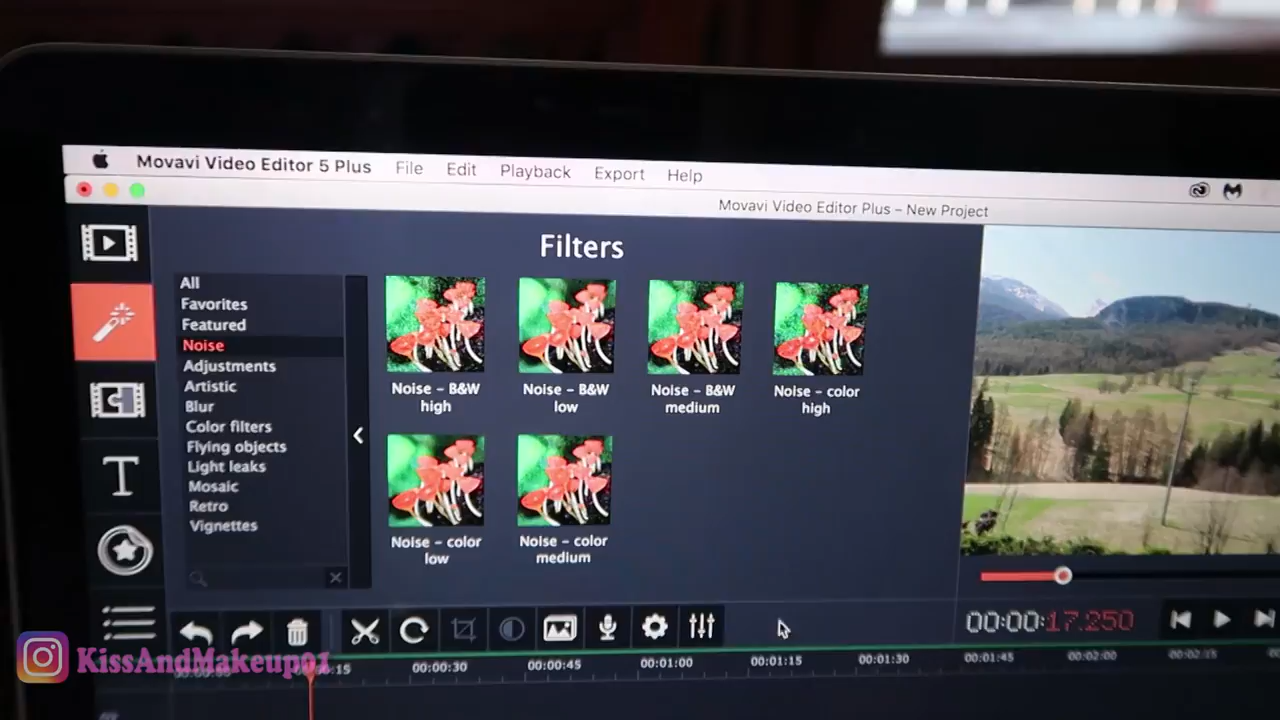 Movavi Video Editor 5 Plus File Edit Playback Export Help
Movavi Video Editor Plus – New Project
Filters
All
Favorites
Featured
Noise
Adjustments
Artistic
Blur
Color filters
Flying objects
Light leaks
Mosaic
Retro
Vignettes
Noise – B&W
high
Noise – B&W
low
Noise – B&W
medium
Noise – color
high
Noise – color
low
Noise – color
medium
00:00:17.250
00:00:30 00:00:45 00:01:00 00:01:15 00:01:30 00:01:45 00:02:00 00:02:15
KissAndMakeup01